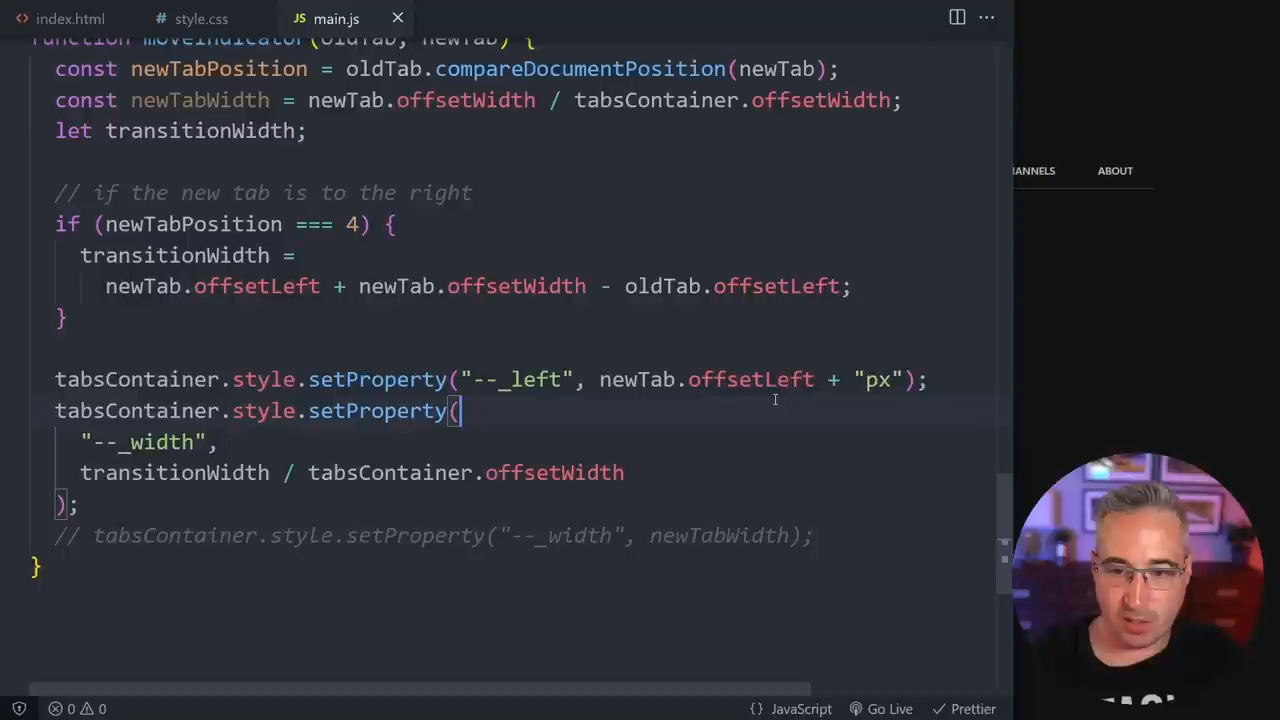 index.html
style.css
JS main.js
function moveIndicator(oldTab, newTab) {
const newTabPosition = oldTab.compareDocumentPosition(newTab);
const newTabWidth = newTab.offsetWidth / tabsContainer.offsetWidth;
let transitionWidth;
// if the new tab is to the right
if (newTabPosition === 4) {
transitionWidth =
newTab.offsetLeft + newTab.offsetWidth - oldTab.offsetLeft;
}
tabsContainer.style.setProperty("--_left", newTab.offsetLeft + "px");
tabsContainer.style.setProperty(
"--_width",
transitionWidth / tabsContainer.offsetWidth
);
// tabsContainer.style.setProperty("--_width", newTabWidth);
}
HANNELS
ABOUT
0 0
{} JavaScript
Go Live
Prettier